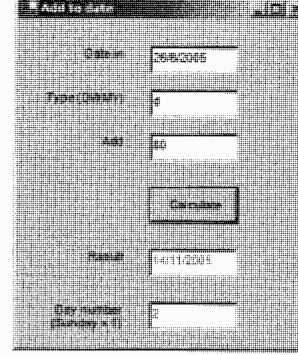 Add to date
Date in 26/8/2005
Type (D/M/Y) d
Add 80
Calculate
Result 14/11/2005
Day number 2
(Sunday = 1)